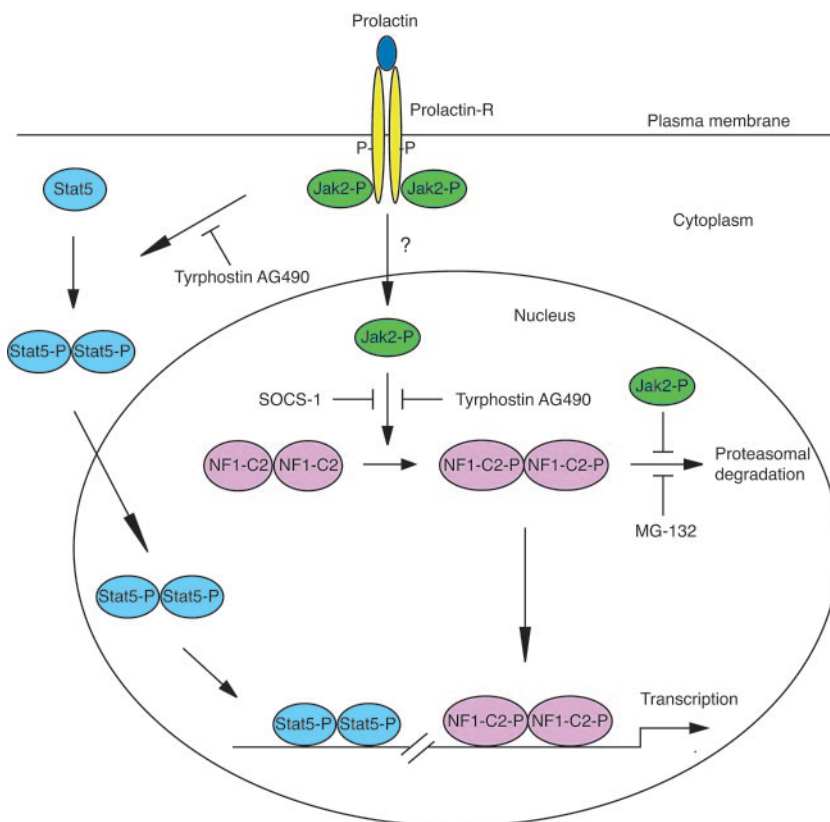 Prolactin
Prolactin-R
Plasma membrane
P- -P
Stat5
Jak2-P Jak2-P
Cytoplasm
?
Tyrphostin AG490
Nucleus
Stat5-P Stat5-P
Jak2-P
Jak2-P
SOCS-1
Tyrphostin AG490
NF1-C2 NF1-C2
NF1-C2-P NF1-C2-P
Proteasomal
degradation
MG-132
Stat5-P Stat5-P
Transcription
Stat5-P Stat5-P
NF1-C2-P NF1-C2-P